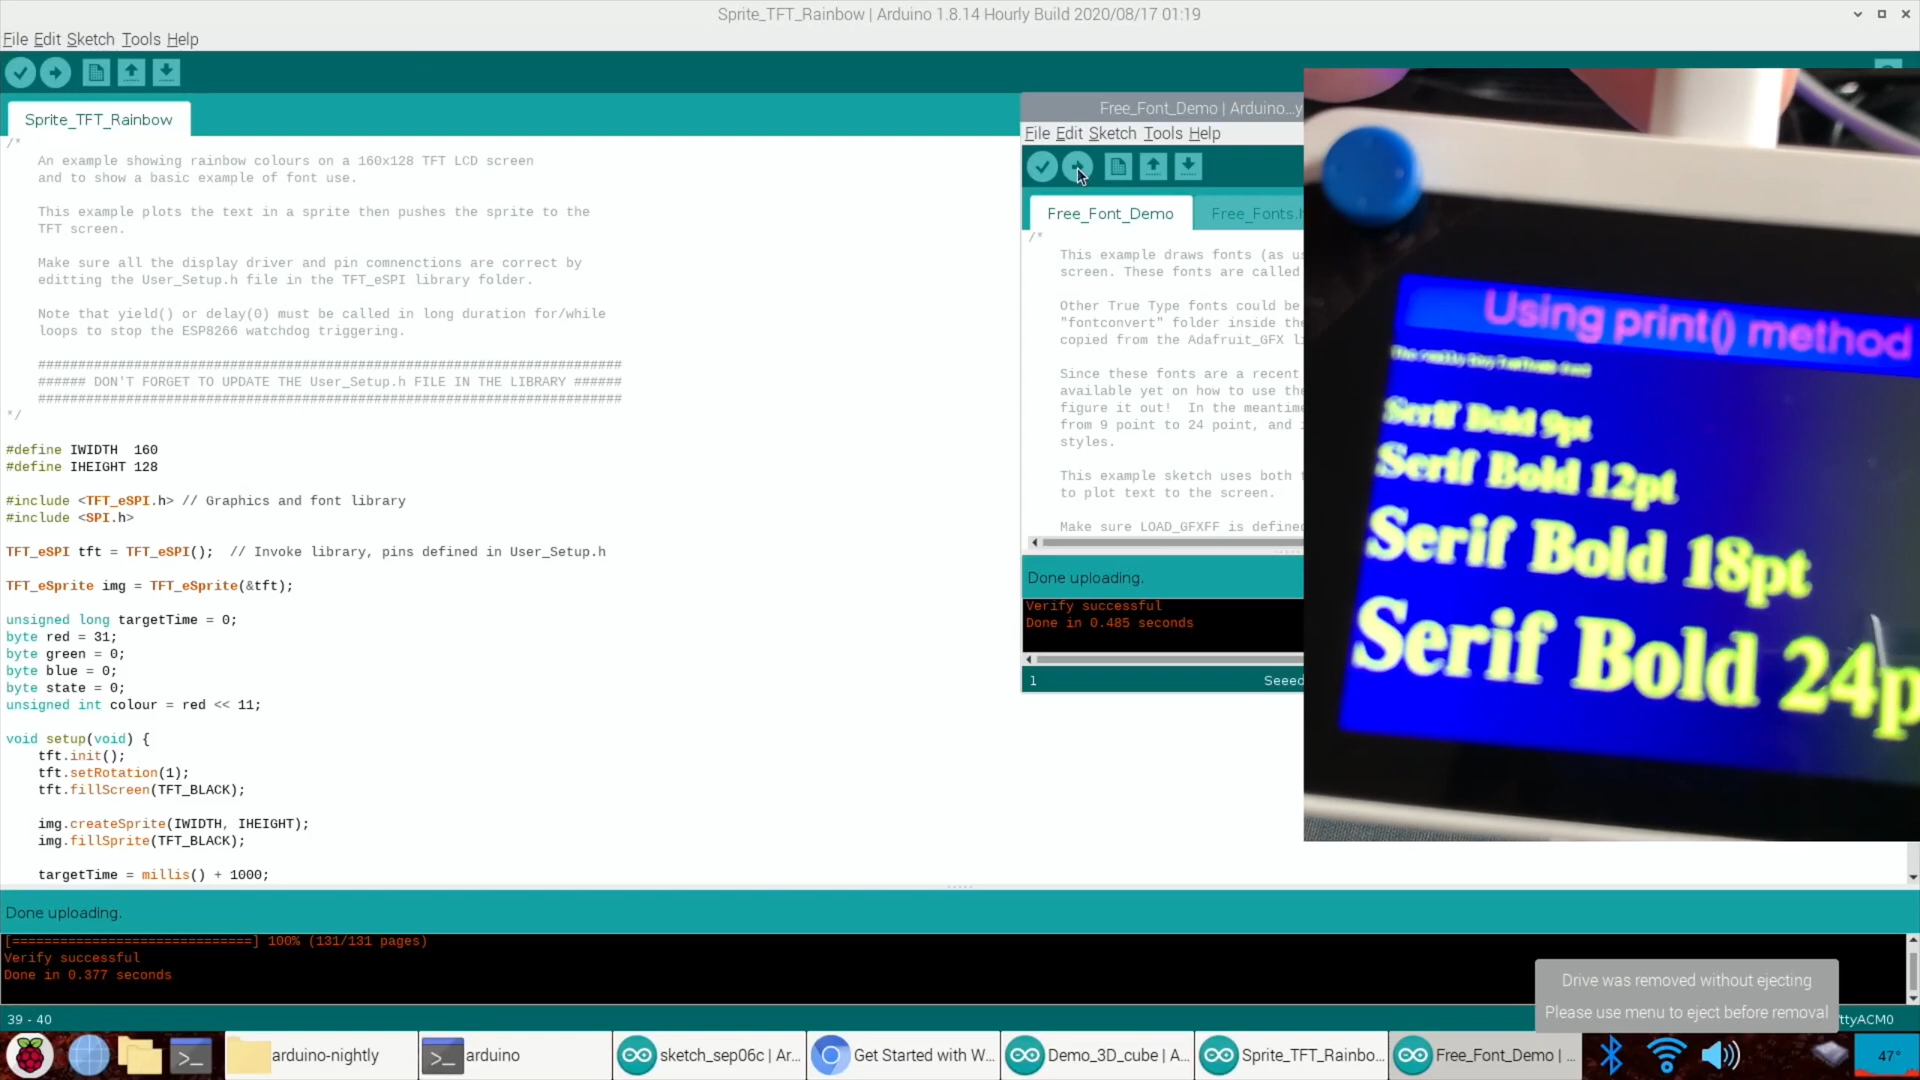 Sprite_TFT_Rainbow | Arduino 1.8.14 Hourly Build 2020/08/17 01:19
File Edit Sketch Tools Help
Sprite_TFT_Rainbow
/*
An example showing rainbow colours on a 160x128 TFT LCD screen
and to show a basic example of font use.
This example plots the text in a sprite then pushes the sprite to the
TFT screen.
Make sure all the display driver and pin comnenctions are correct by
editting the User_Setup.h file in the TFT_eSPI library folder.
Note that yield() or delay(0) must be called in long duration for/while
loops to stop the ESP8266 watchdog triggering.
#########################################################################
###### DON'T FORGET TO UPDATE THE User_Setup.h FILE IN THE LIBRARY ######
#########################################################################
*/
#define IWIDTH  160
#define IHEIGHT 128
#include <TFT_eSPI.h> // Graphics and font library
#include <SPI.h>
TFT_eSPI tft = TFT_eSPI();  // Invoke library, pins defined in User_Setup.h
TFT_eSprite img = TFT_eSprite(&tft);
unsigned long targetTime = 0;
byte red = 31;
byte green = 0;
byte blue = 0;
byte state = 0;
unsigned int colour = red << 11;
void setup(void) {
tft.init();
tft.setRotation(1);
tft.fillScreen(TFT_BLACK);
img.createSprite(IWIDTH, IHEIGHT);
img.fillSprite(TFT_BLACK);
targetTime = millis() + 1000;
Done uploading.
[==============================] 100% (131/131 pages)
Verify successful
Done in 0.377 seconds
39 - 40
Free_Font_Demo | Arduino...y
File Edit Sketch Tools Help
Free_Font_Demo Free_Fonts.h
/*
This example draws fonts (as us
screen. These fonts are called
Other True Type fonts could be
"fontconvert" folder inside the
copied from the Adafruit_GFX li
Since these fonts are a recent
available yet on how to use the
figure it out!  In the meantime
from 9 point to 24 point, and i
styles.
This example sketch uses both
to plot text to the screen.
Make sure LOAD_GFXFF is define
Done uploading.
Verify successful
Done in 0.485 seconds
1 Seeed
Using print() method
The really tiny TomThumb font
Serif Bold 9pt
Serif Bold 12pt
Serif Bold 18pt
Serif Bold 24p
Drive was removed without ejecting
Please use menu to eject before removal
ttyACM0
arduino-nightly
arduino
sketch_sep06c | Ar...
Get Started with W...
Demo_3D_cube | A...
Sprite_TFT_Rainbo...
Free_Font_Demo | ...
47°